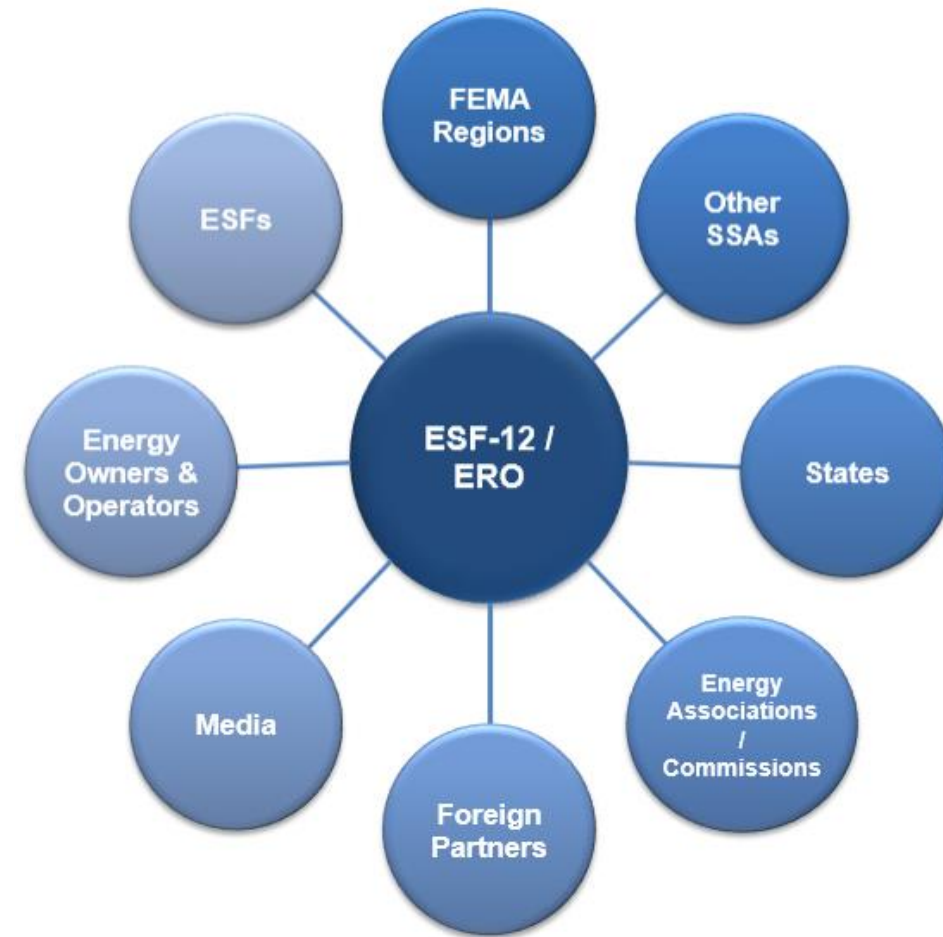 FEMA
Regions
Other
SSAs
States
Energy
Associations
/
Commissions
Foreign
Partners
Media
Energy
Owners &
Operators
ESFs
ESF-12 /
ERO